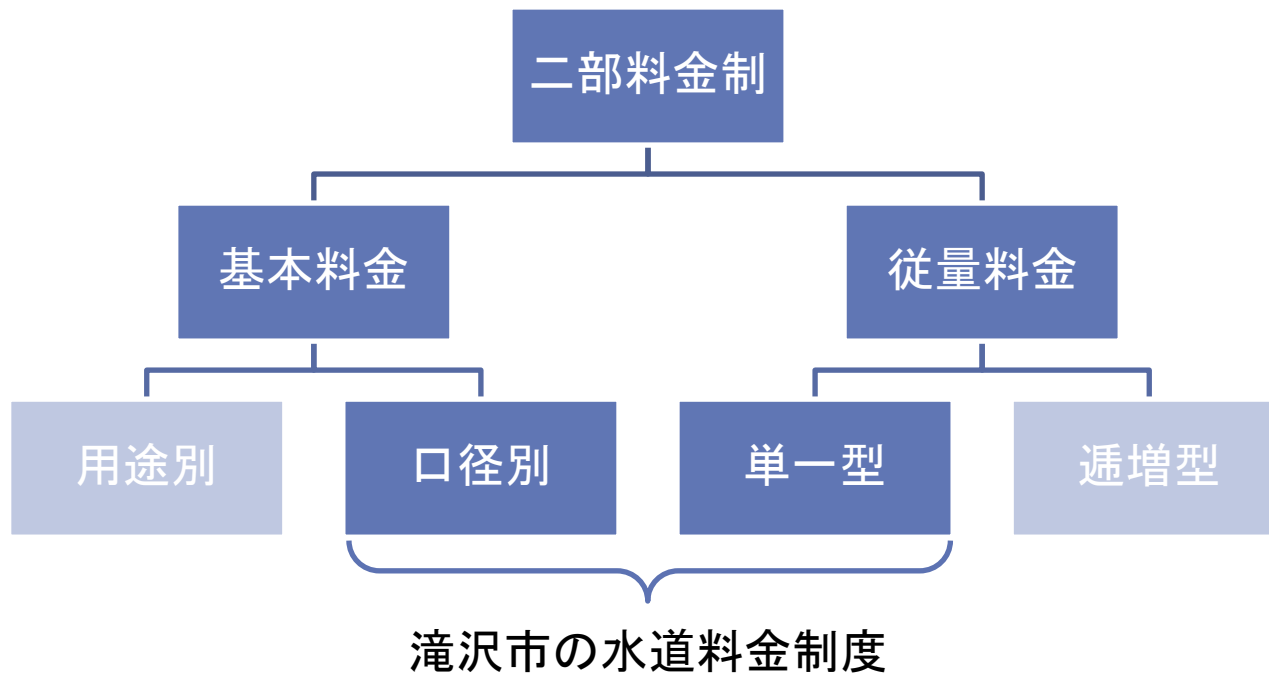 二部料金制
基本料金
従量料金
用途別
口径別
単一型
逓増型
滝沢市の水道料金制度